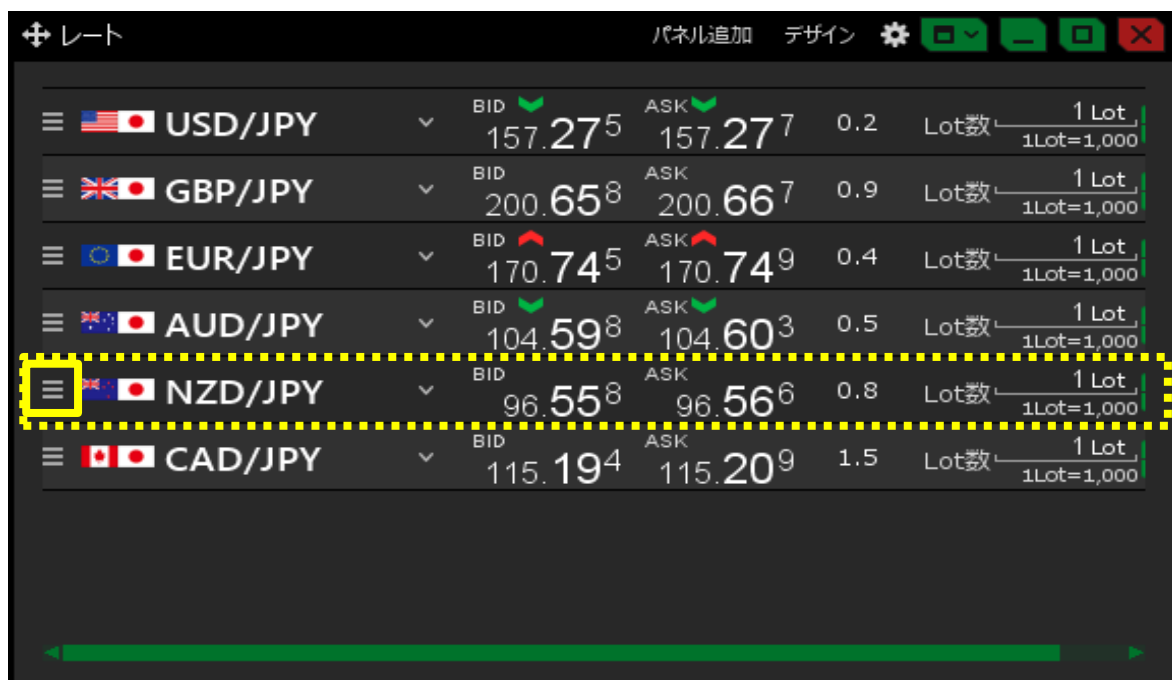 レート パネル追加 デザイン
USD/JPY BID 157.275 ASK 157.277 0.2 Lot数 1 Lot 1Lot=1,000
GBP/JPY BID 200.658 ASK 200.667 0.9 Lot数 1 Lot 1Lot=1,000
EUR/JPY BID 170.745 ASK 170.749 0.4 Lot数 1 Lot 1Lot=1,000
AUD/JPY BID 104.598 ASK 104.603 0.5 Lot数 1 Lot 1Lot=1,000
NZD/JPY BID 96.558 ASK 96.566 0.8 Lot数 1 Lot 1Lot=1,000
CAD/JPY BID 115.194 ASK 115.209 1.5 Lot数 1 Lot 1Lot=1,000